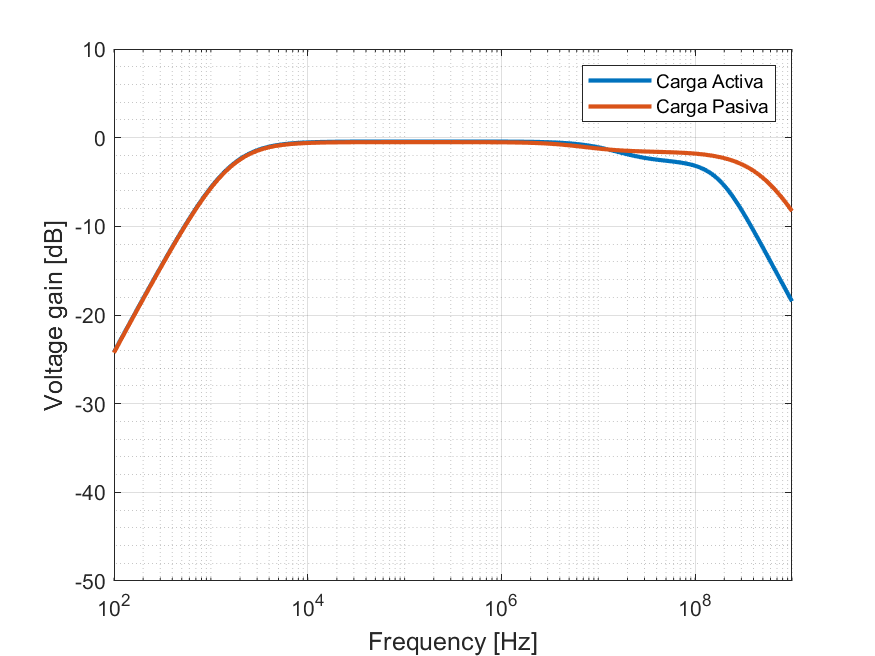 10
0
-10
-20
-30
-40
-50
Voltage gain [dB]
10^2
10^4
10^6
10^8
Frequency [Hz]
Carga Activa
Carga Pasiva